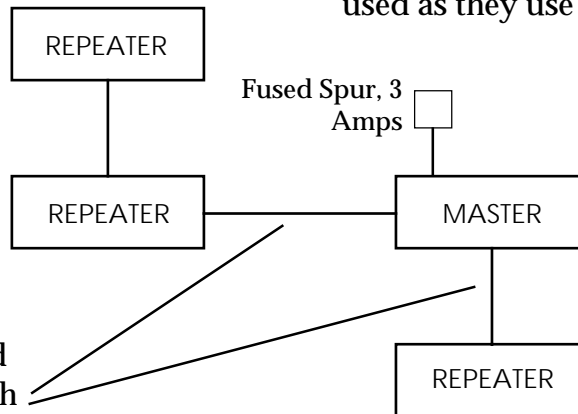 used as they use
REPEATER
Fused Spur, 3
Amps
REPEATER
MASTER
REPEATER